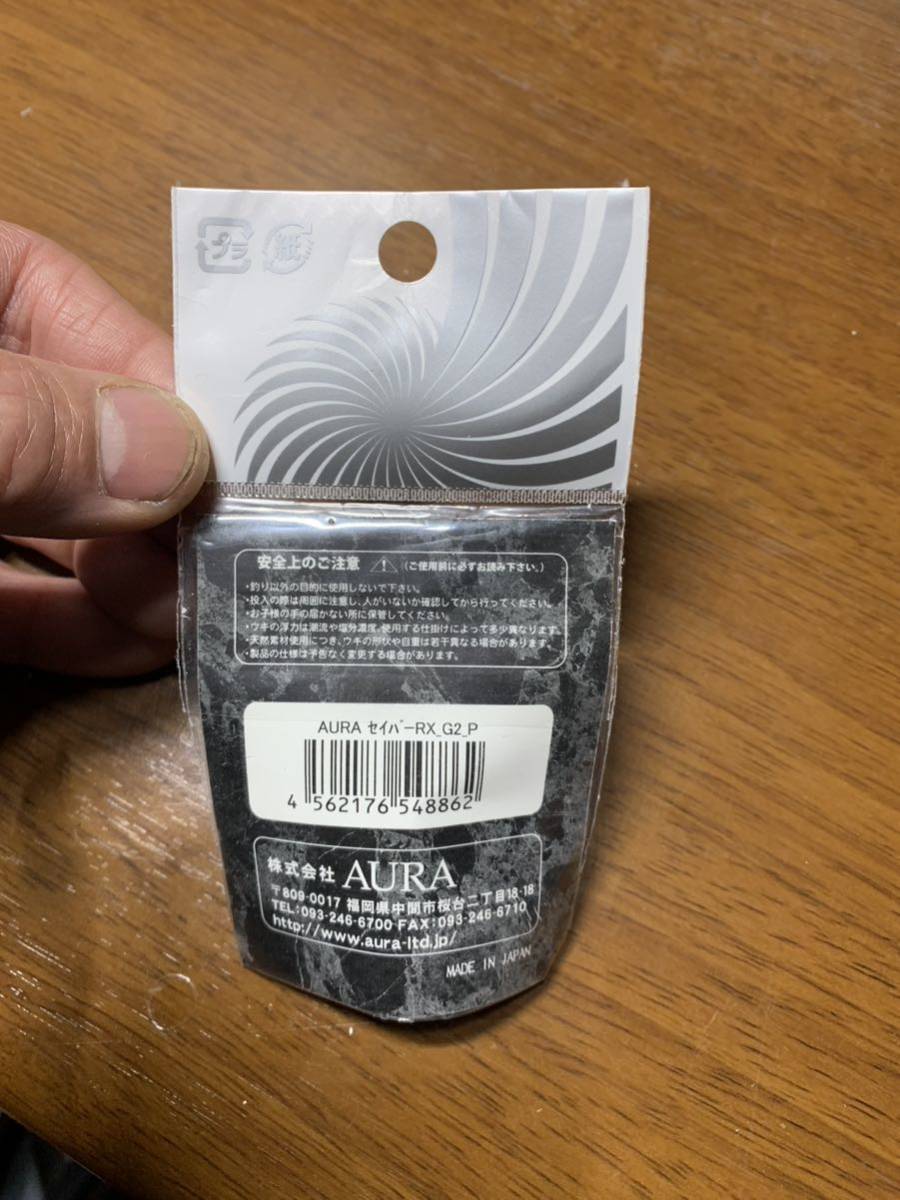 プラ 紙
安全上のご注意 (ご使用前に必ずお読み下さい。)
・釣り以外の目的に使用しないで下さい。
・投入の際は周囲に注意し、人がいないか確認してから行ってください。
・お子様の手の届かない所に保管してください。
・ウキの浮力は潮流や塩分濃度、使用する仕掛けによって多少異なります。
・天然素材使用につき、ウキの形状や自重は若干異なる場合があります。
・製品の仕様は予告なく変更する場合があります。
AURA セイバーRX_G2_P
4 562176 548862
株式会社 AURA
〒809-0017 福岡県中間市桜台二丁目18-18
TEL:093-246-6700 FAX:093-246-6710
http://www.aura-ltd.jp/
MADE IN JAPAN